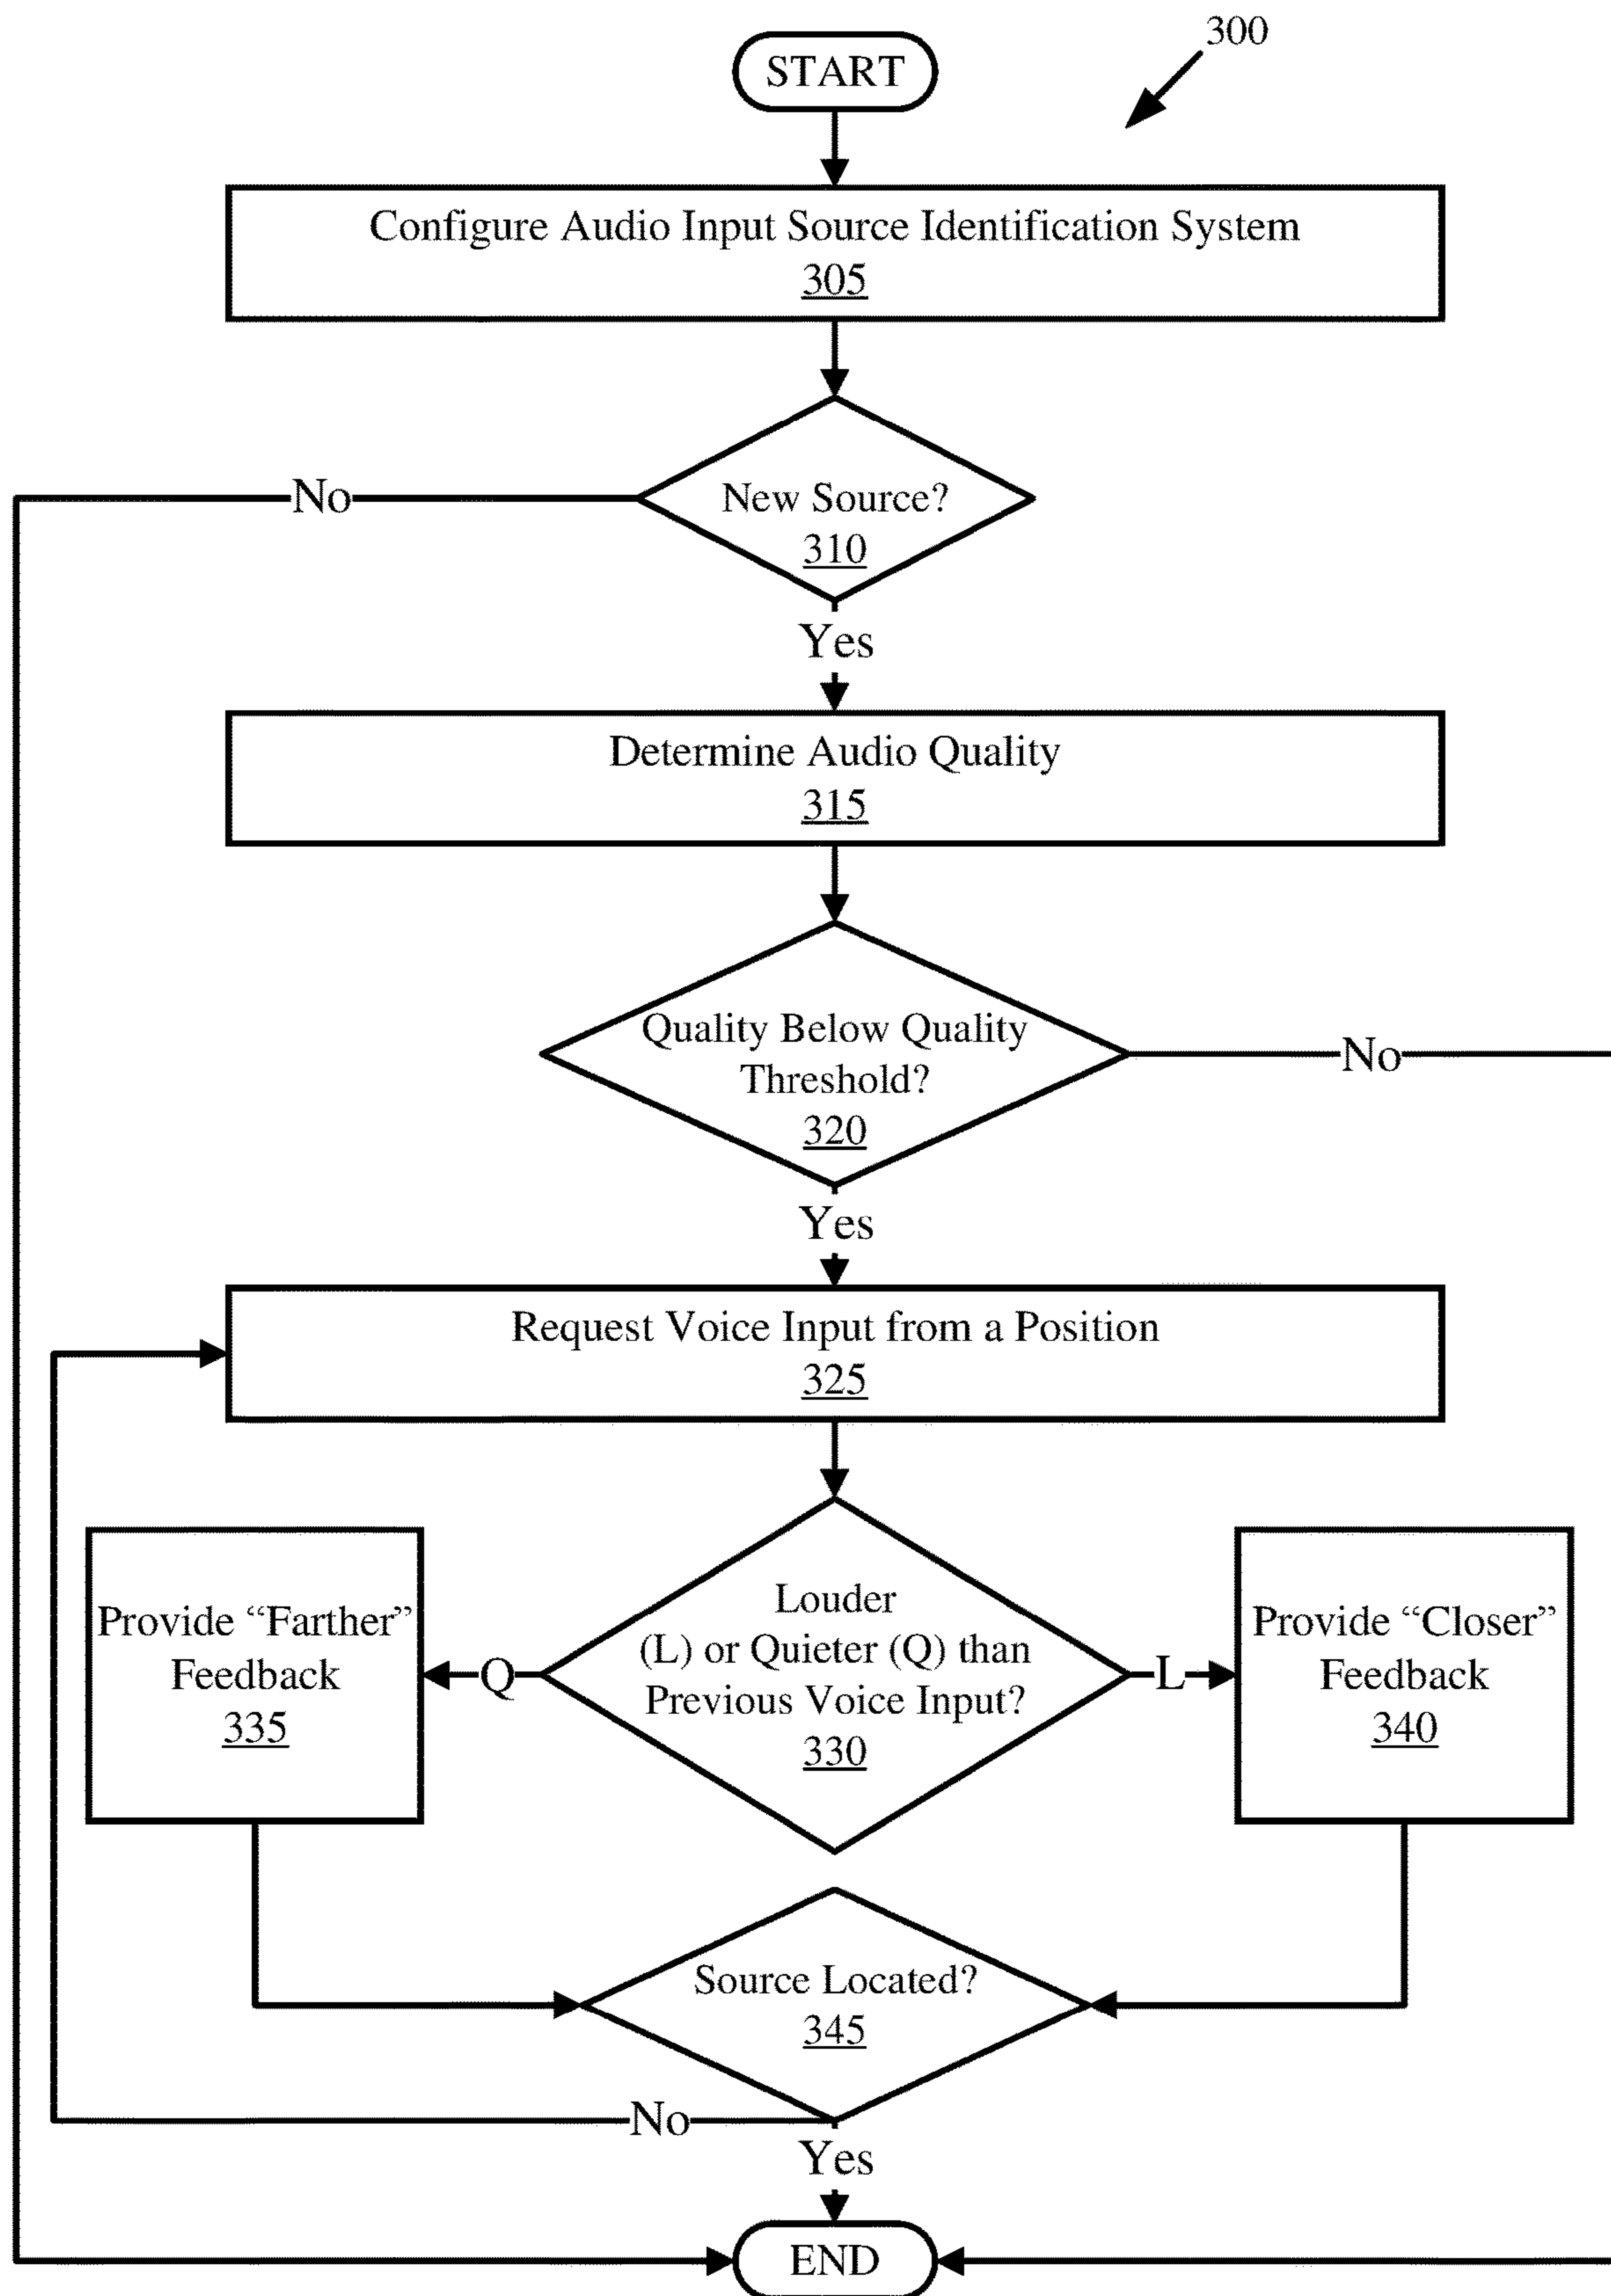 300
START
Configure Audio Input Source Identification System
305
No
New Source?
310
Yes
Determine Audio Quality
315
Quality Below Quality
Threshold?
320
No
Yes
Request Voice Input from a Position
325
Provide “Farther”
Feedback
335
Q
Louder
(L) or Quieter (Q) than
Previous Voice Input?
330
L
Provide “Closer”
Feedback
340
Source Located?
345
No
Yes
END